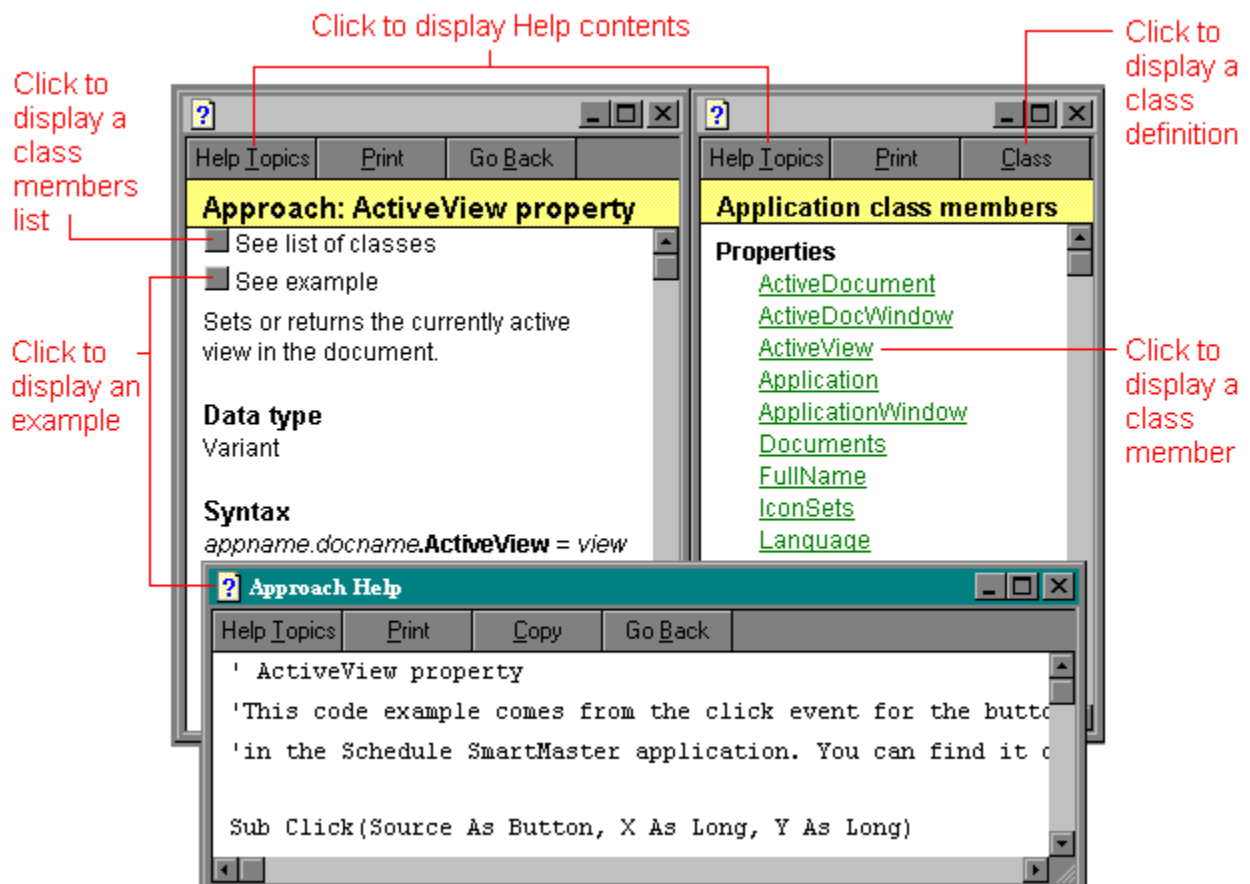 Click to display Help contents
Click to
display a
class
definition
Click to
display a
class
members
list
Help Topics Print Go Back
Approach: ActiveView property
See list of classes
See example
Sets or returns the currently active
view in the document.
Data type
Variant
Syntax
appname.docname.ActiveView = view
Click to
display an
example
Help Topics Print Class
Application class members
Properties
ActiveDocument
ActiveDocWindow
ActiveView
Application
ApplicationWindow
Documents
FullName
IconSets
Language
Click to
display a
class
member
Approach Help
Help Topics Print Copy Go Back
' ActiveView property
'This code example comes from the click event for the
'in the Schedule SmartMaster application. You can find it
Sub Click(Source As Button, X As Long, Y As Long)